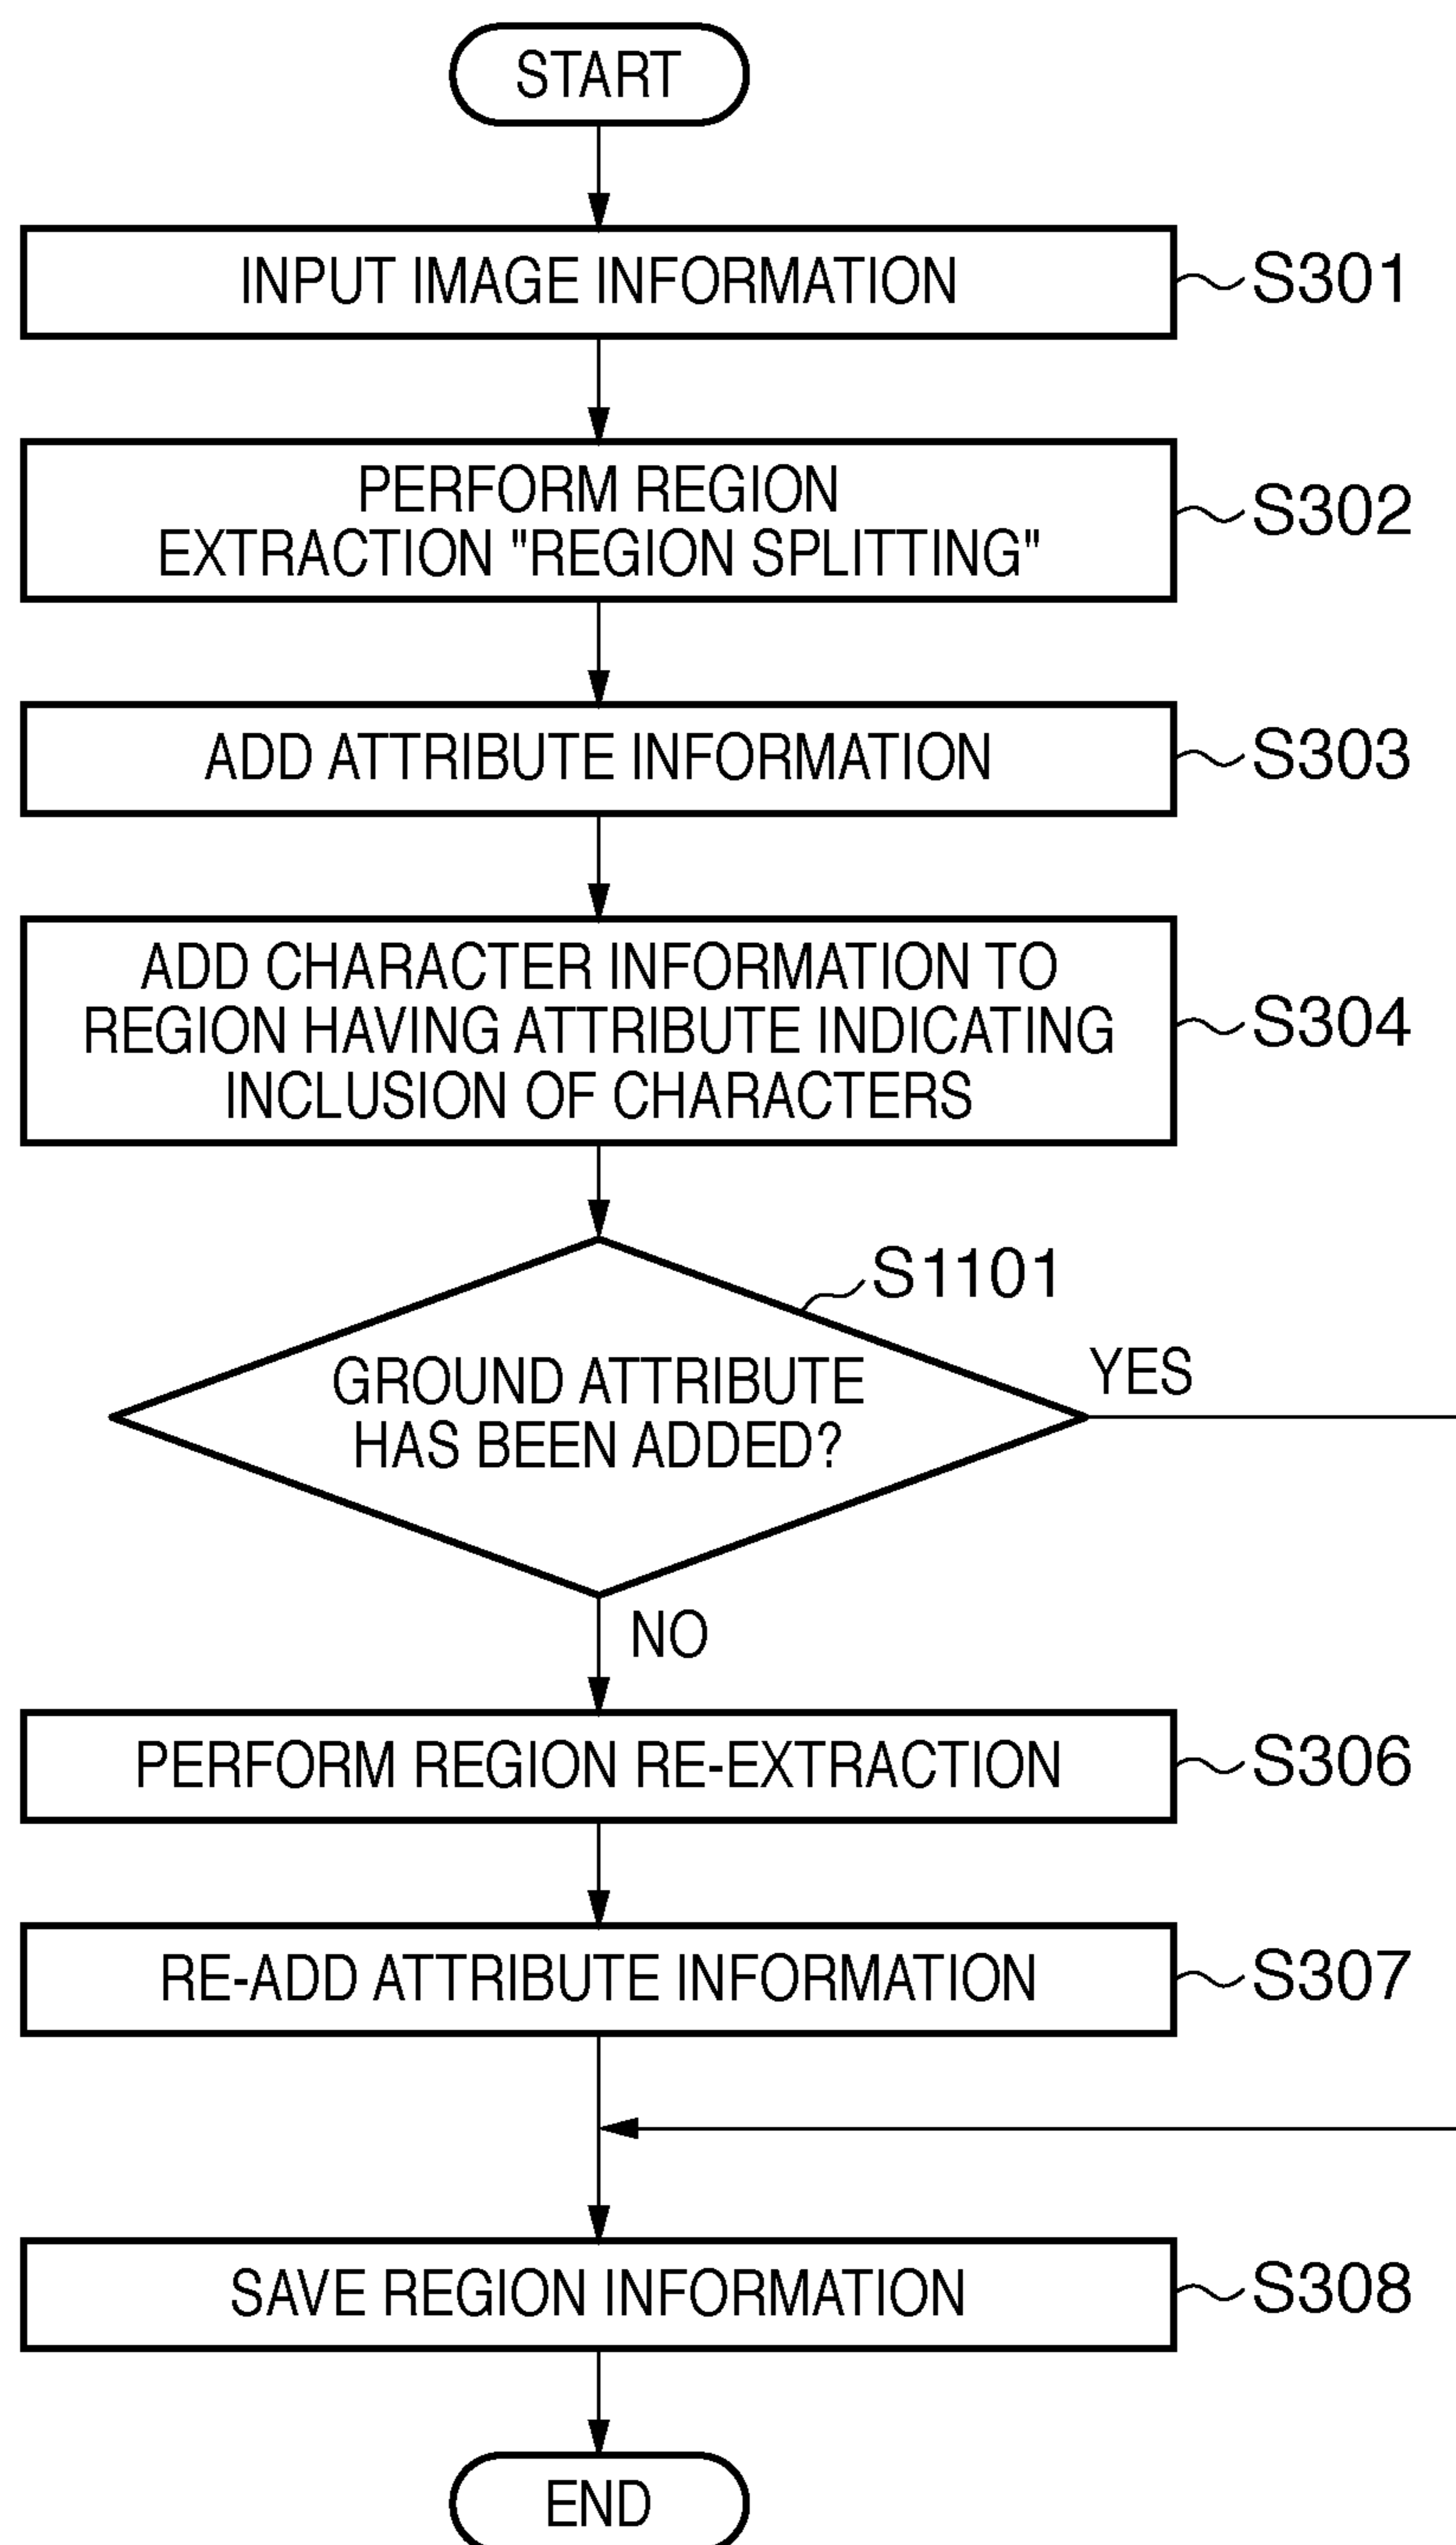 START
INPUT IMAGE INFORMATION
S301
PERFORM REGION
EXTRACTION "REGION SPLITTING"
S302
ADD ATTRIBUTE INFORMATION
S303
ADD CHARACTER INFORMATION TO
REGION HAVING ATTRIBUTE INDICATING
INCLUSION OF CHARACTERS
S304
S1101
GROUND ATTRIBUTE
HAS BEEN ADDED?
YES
NO
PERFORM REGION RE-EXTRACTION
S306
RE-ADD ATTRIBUTE INFORMATION
S307
SAVE REGION INFORMATION
S308
END